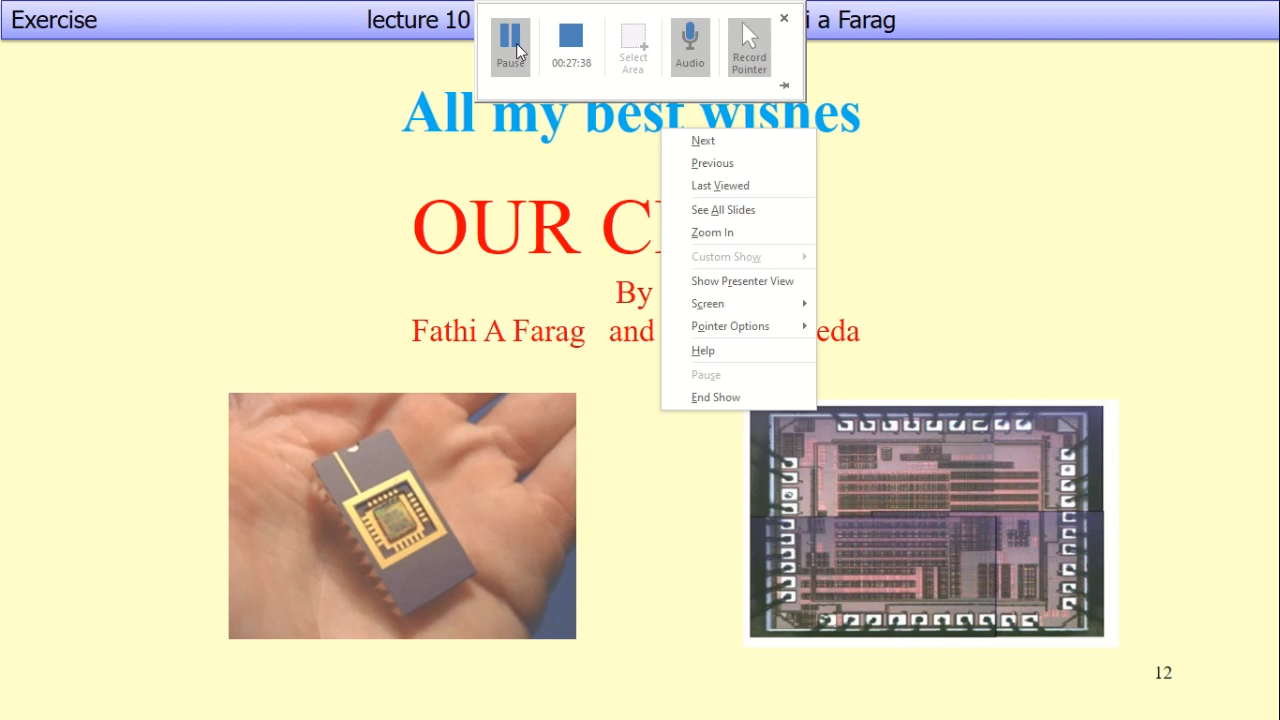 Exercise lecture 10 i a Farag
Pause
00:27:38
Select Area
Audio
Record Pointer
All my best wishes
OUR C
By
Fathi A Farag and eda
Next
Previous
Last Viewed
See All Slides
Zoom In
Custom Show
Show Presenter View
Screen
Pointer Options
Help
Pause
End Show
12